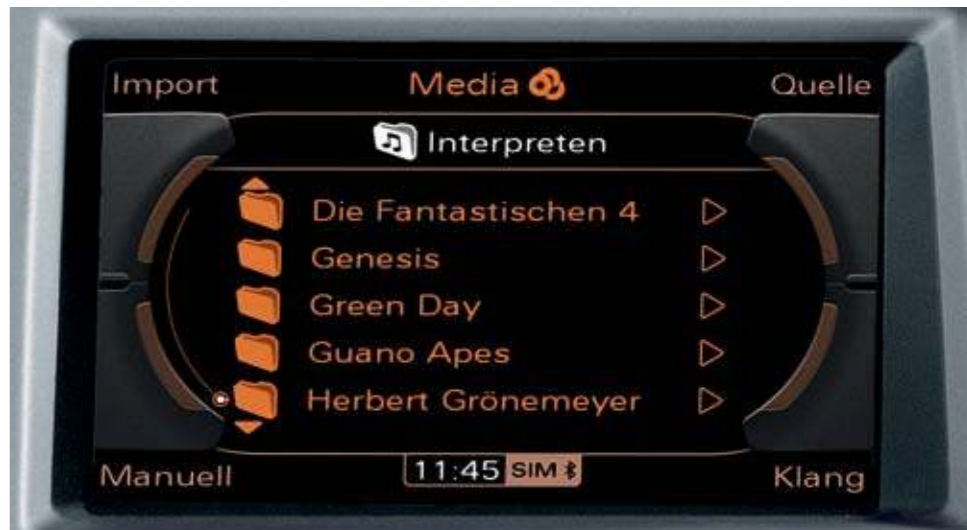 Import Media Quelle
Interpreten
Die Fantastischen 4
Genesis
Green Day
Guano Apes
Herbert Grönemeyer
Manuell 11:45 SIM Klang